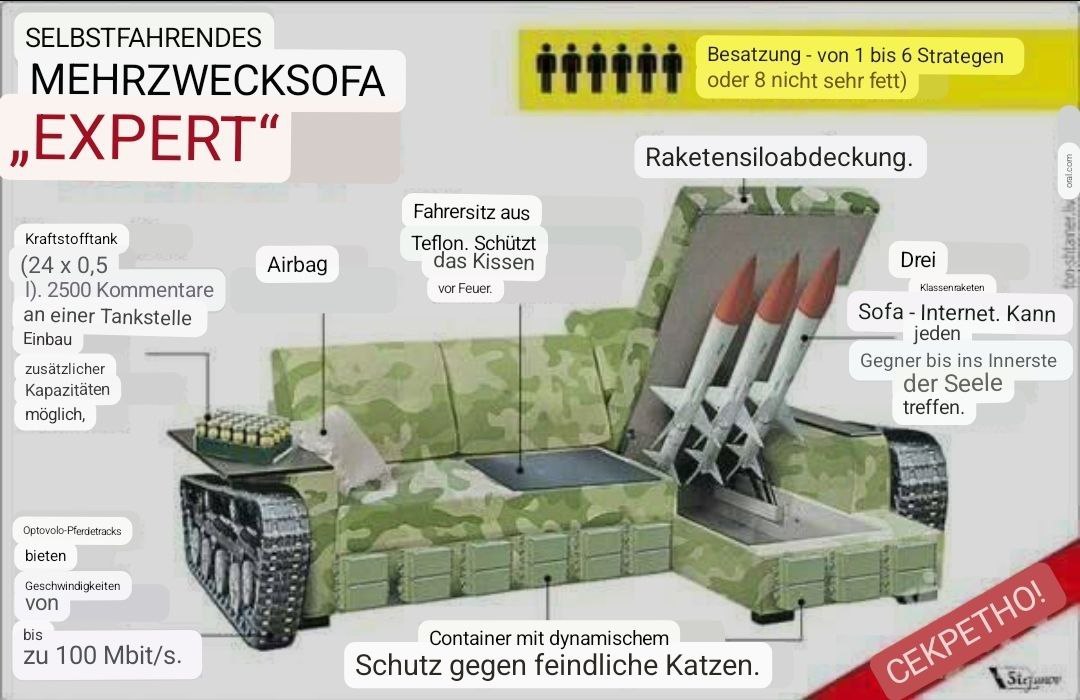 SELBSTFAHRENDES
MEHRZWECKSOFA
„EXPERT“
Besatzung - von 1 bis 6 Strategen
oder 8 nicht sehr fett)
Raketensiloabdeckung.
Kraftstofftank
(24 x 0,5
l). 2500 Kommentare
an einer Tankstelle
Einbau
zusätzlicher
Kapazitäten
möglich,
Airbag
Fahrersitz aus
Teflon. Schützt
das Kissen
vor Feuer.
Drei
Klassenraketen
Sofa - Internet. Kann
jeden
Gegner bis ins Innerste
der Seele
treffen.
Optovolo-Pferdetracks
bieten
Geschwindigkeiten
von
bis
zu 100 Mbit/s.
Container mit dynamischem
Schutz gegen feindliche Katzen.
СЕКРЕТНО!
oral.com